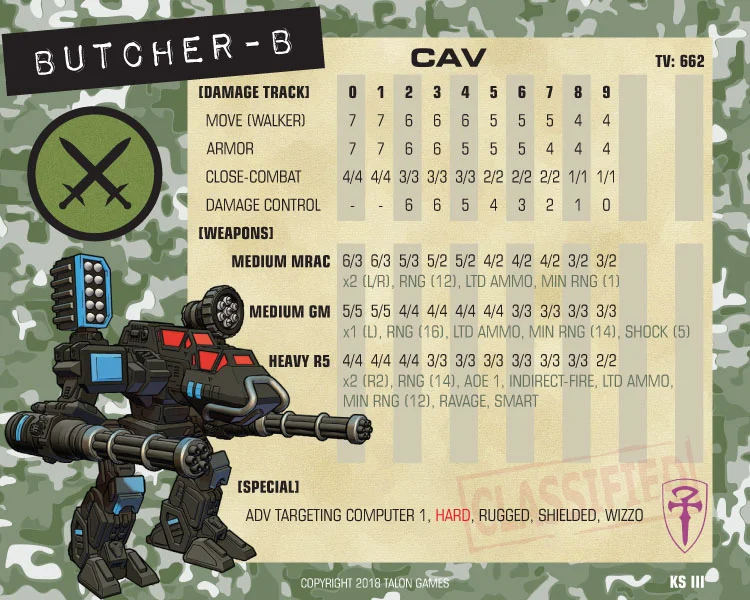 BUTCHER-B
CAV
TV: 662
[DAMAGE TRACK] 0 1 2 3 4 5 6 7 8 9
MOVE (WALKER) 7 7 6 6 6 5 5 5 4 4
ARMOR 7 7 6 6 5 5 5 4 4 4
CLOSE-COMBAT 4/4 4/4 3/3 3/3 3/3 2/2 2/2 2/2 1/1 1/1
DAMAGE CONTROL - - 6 6 5 4 3 2 1 0
[WEAPONS]
MEDIUM MRAC 6/3 6/3 5/3 5/2 5/2 4/2 4/2 4/2 3/2 3/2
x2 (L/R), RNG (12), LTD AMMO, MIN RNG (1)
MEDIUM GM 5/5 5/5 4/4 4/4 4/4 4/4 3/3 3/3 3/3 3/3
x1 (L), RNG (16), LTD AMMO, MIN RNG (14), SHOCK (5)
HEAVY R5 4/4 4/4 4/4 3/3 3/3 3/3 3/3 3/3 3/3 2/2
x2 (R2), RNG (14), AOE 1, INDIRECT-FIRE, LTD AMMO,
MIN RNG (12), RAVAGE, SMART
CLASSIFIED!
[SPECIAL]
ADV TARGETING COMPUTER 1, HARD, RUGGED, SHIELDED, WIZZO
COPYRIGHT 2018 TALON GAMES
KS III